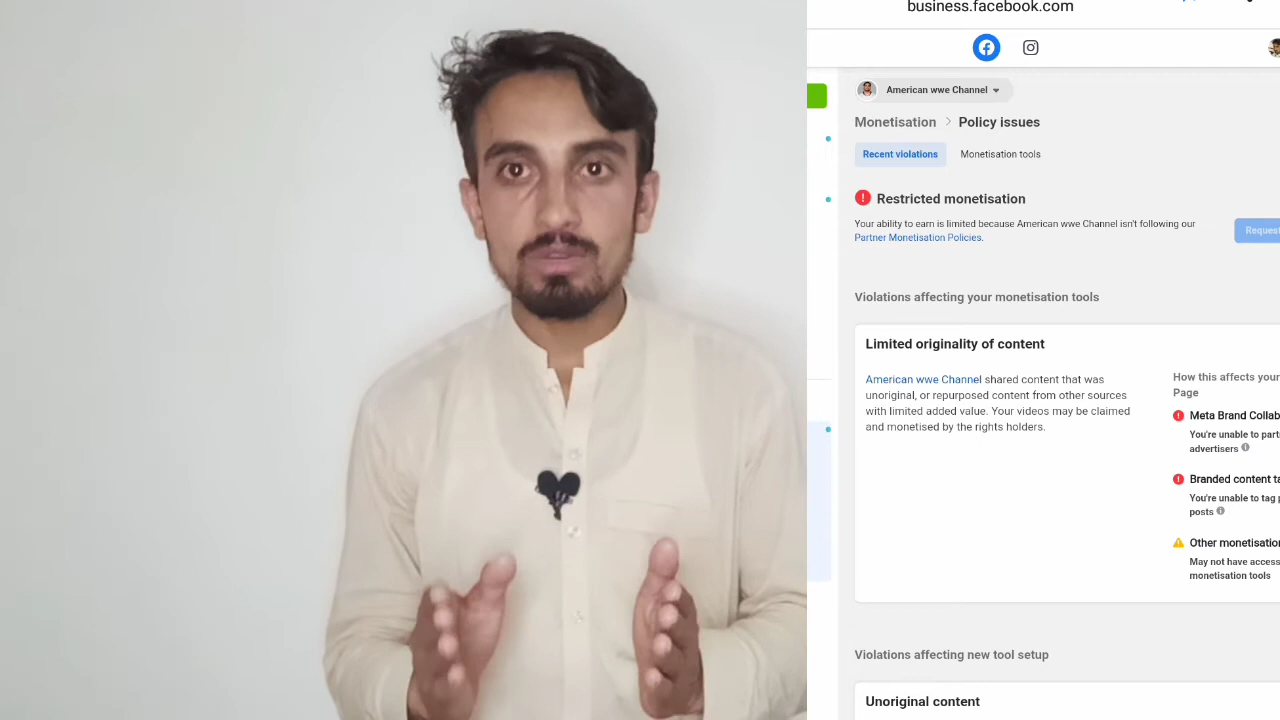 business.facebook.com
American wwe Channel
Monetisation > Policy issues
Recent violations
Monetisation tools
Restricted monetisation
Your ability to earn is limited because American wwe Channel isn't following our
Partner Monetisation Policies.
Request
Violations affecting your monetisation tools
Limited originality of content
American wwe Channel shared content that was
unoriginal, or repurposed content from other sources
with limited added value. Your videos may be claimed
and monetised by the rights holders.
How this affects your
Page
Meta Brand Collab
You're unable to part
advertisers
Branded content ta
You're unable to tag p
posts
Other monetisation
May not have access
monetisation tools
Violations affecting new tool setup
Unoriginal content